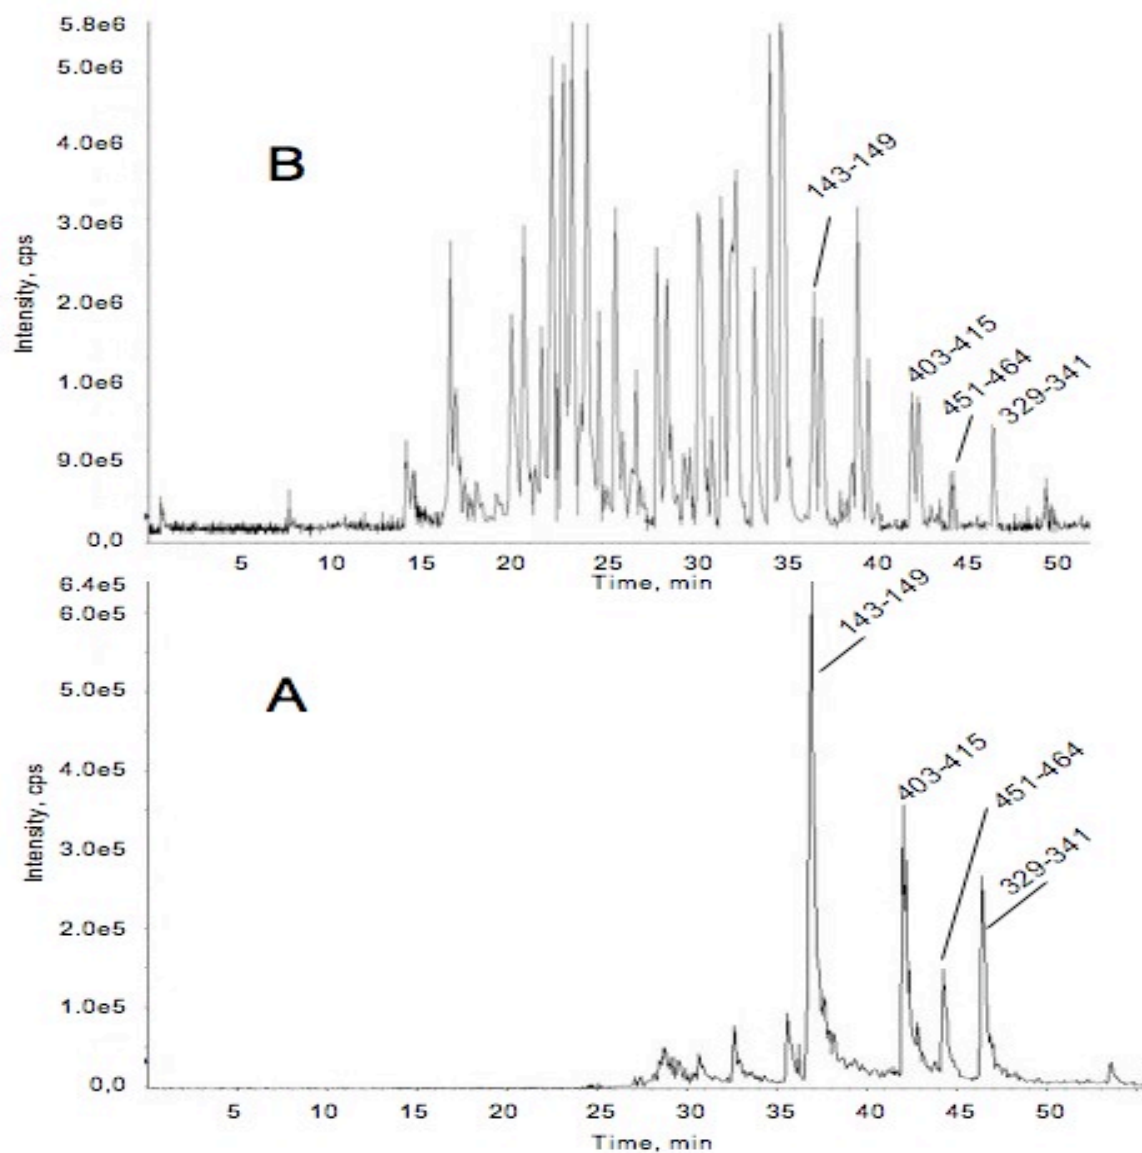 5.8e6
5.0e6
4.0e6
3.0e6
2.0e6
1.0e6
9.0e5
0,0
Intensity, cps
B
143-149
403-415
451-464
329-341
5 10 15 20 25 30 35 40 45 50
Time, min
6.4e5
6.0e5
5.0e5
4.0e5
3.0e5
2.0e5
1.0e5
0,0
Intensity, cps
A
143-149
403-415
451-464
329-341
5 10 15 20 25 30 35 40 45 50
Time, min